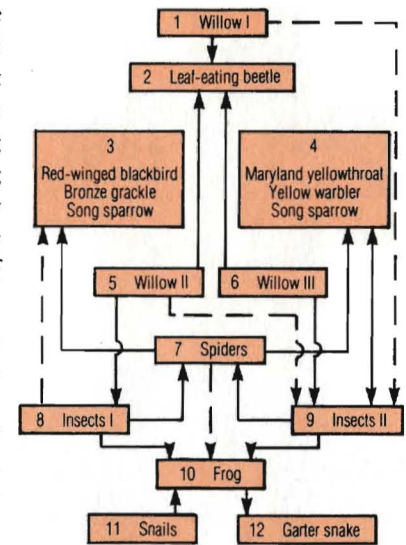 1 Willow I
2 Leaf-eating beetle
3
Red-winged blackbird
Bronze grackle
Song sparrow
4
Maryland yellowthroat
Yellow warbler
Song sparrow
5 Willow II
6 Willow III
7 Spiders
8 Insects I
9 Insects II
10 Frog
11 Snails
12 Garter snake